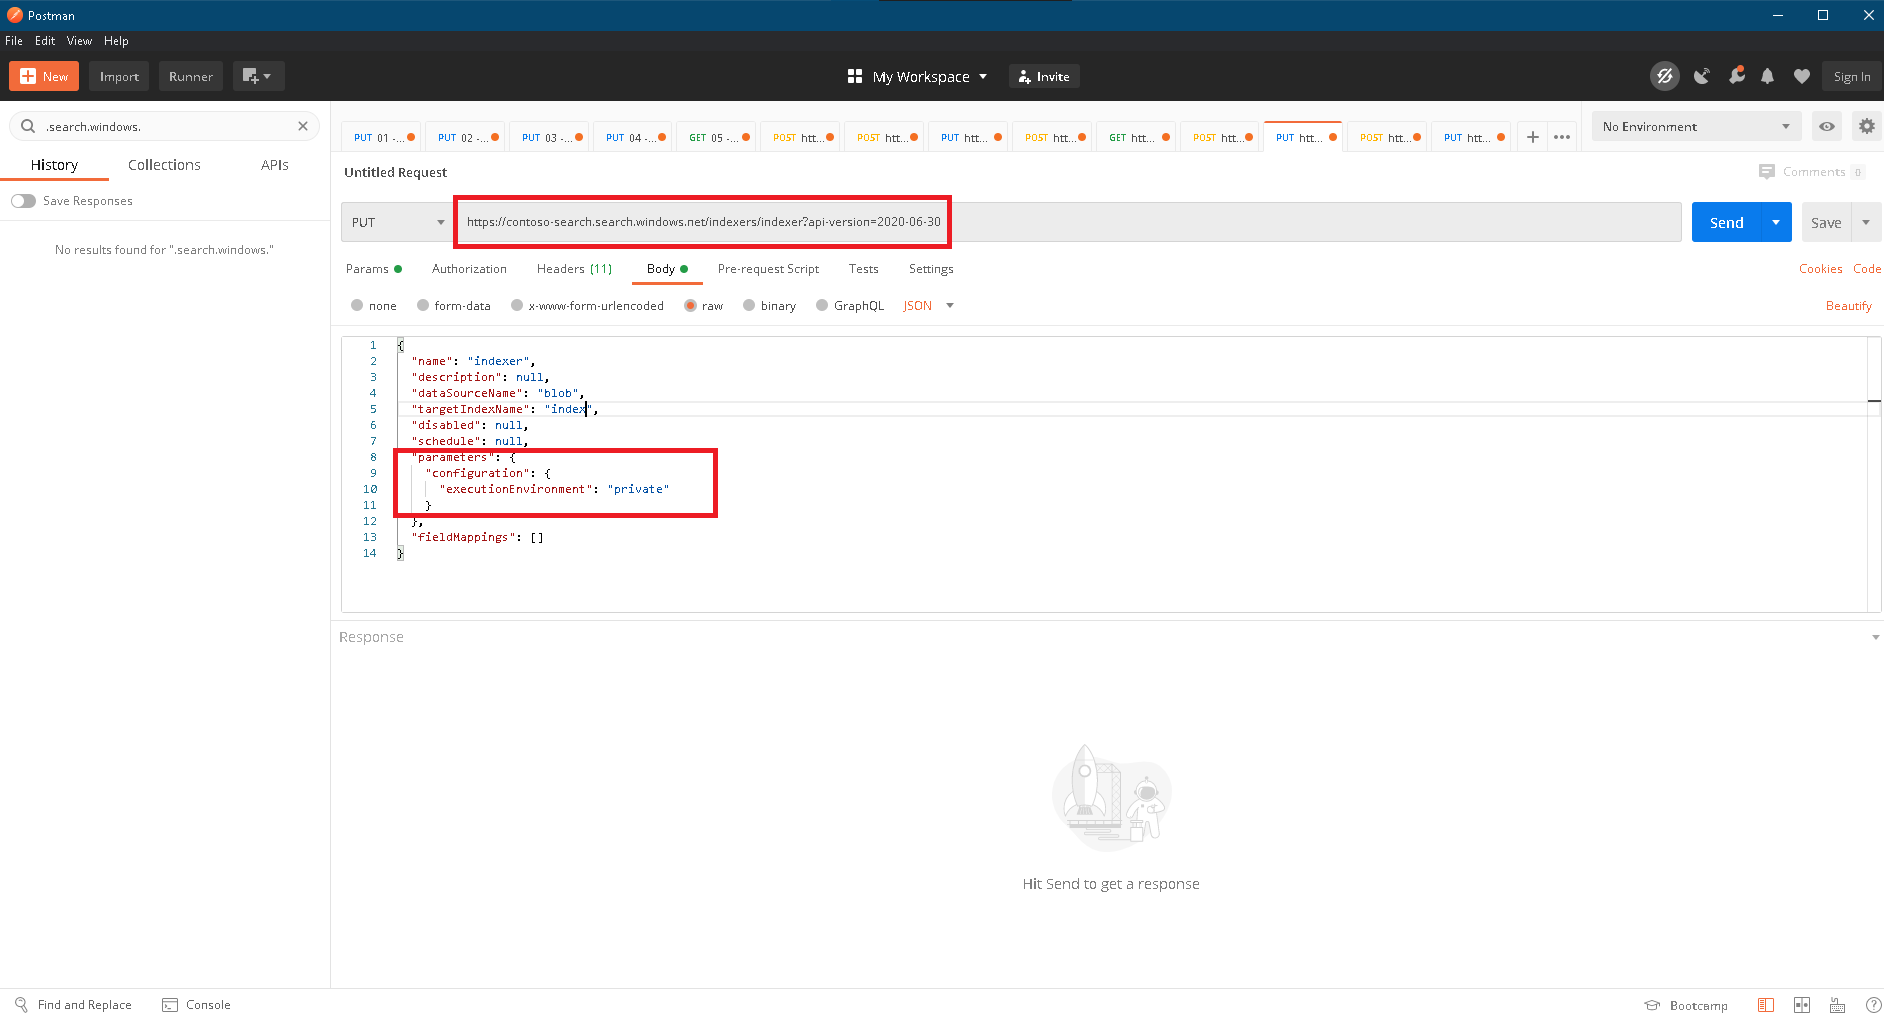 Postman
File Edit View Help
New Import Runner My Workspace Invite Sign In
.search.windows.
History Collections APIs
Save Responses
No results found for ".search.windows."
PUT 01 -... PUT 02 -... PUT 03 -... PUT 04 -... GET 05 -... POST htt... POST htt... PUT htt... POST htt... GET htt... POST htt... PUT htt... POST htt... PUT htt...
No Environment
Untitled Request
Comments 0
PUT https://contoso-search.search.windows.net/indexers/indexer?api-version=2020-06-30 Send Save
Params Authorization Headers (11) Body Pre-request Script Tests Settings Cookies Code
none form-data x-www-form-urlencoded raw binary GraphQL JSON Beautify
1 {
2 "name": "indexer",
3 "description": null,
4 "dataSourceName": "blob",
5 "targetIndexName": "index",
6 "disabled": null,
7 "schedule": null,
8 "parameters": {
9 "configuration": {
10 "executionEnvironment": "private"
11 }
12 },
13 "fieldMappings": []
14 }
Response
Hit Send to get a response
Find and Replace Console Bootcamp